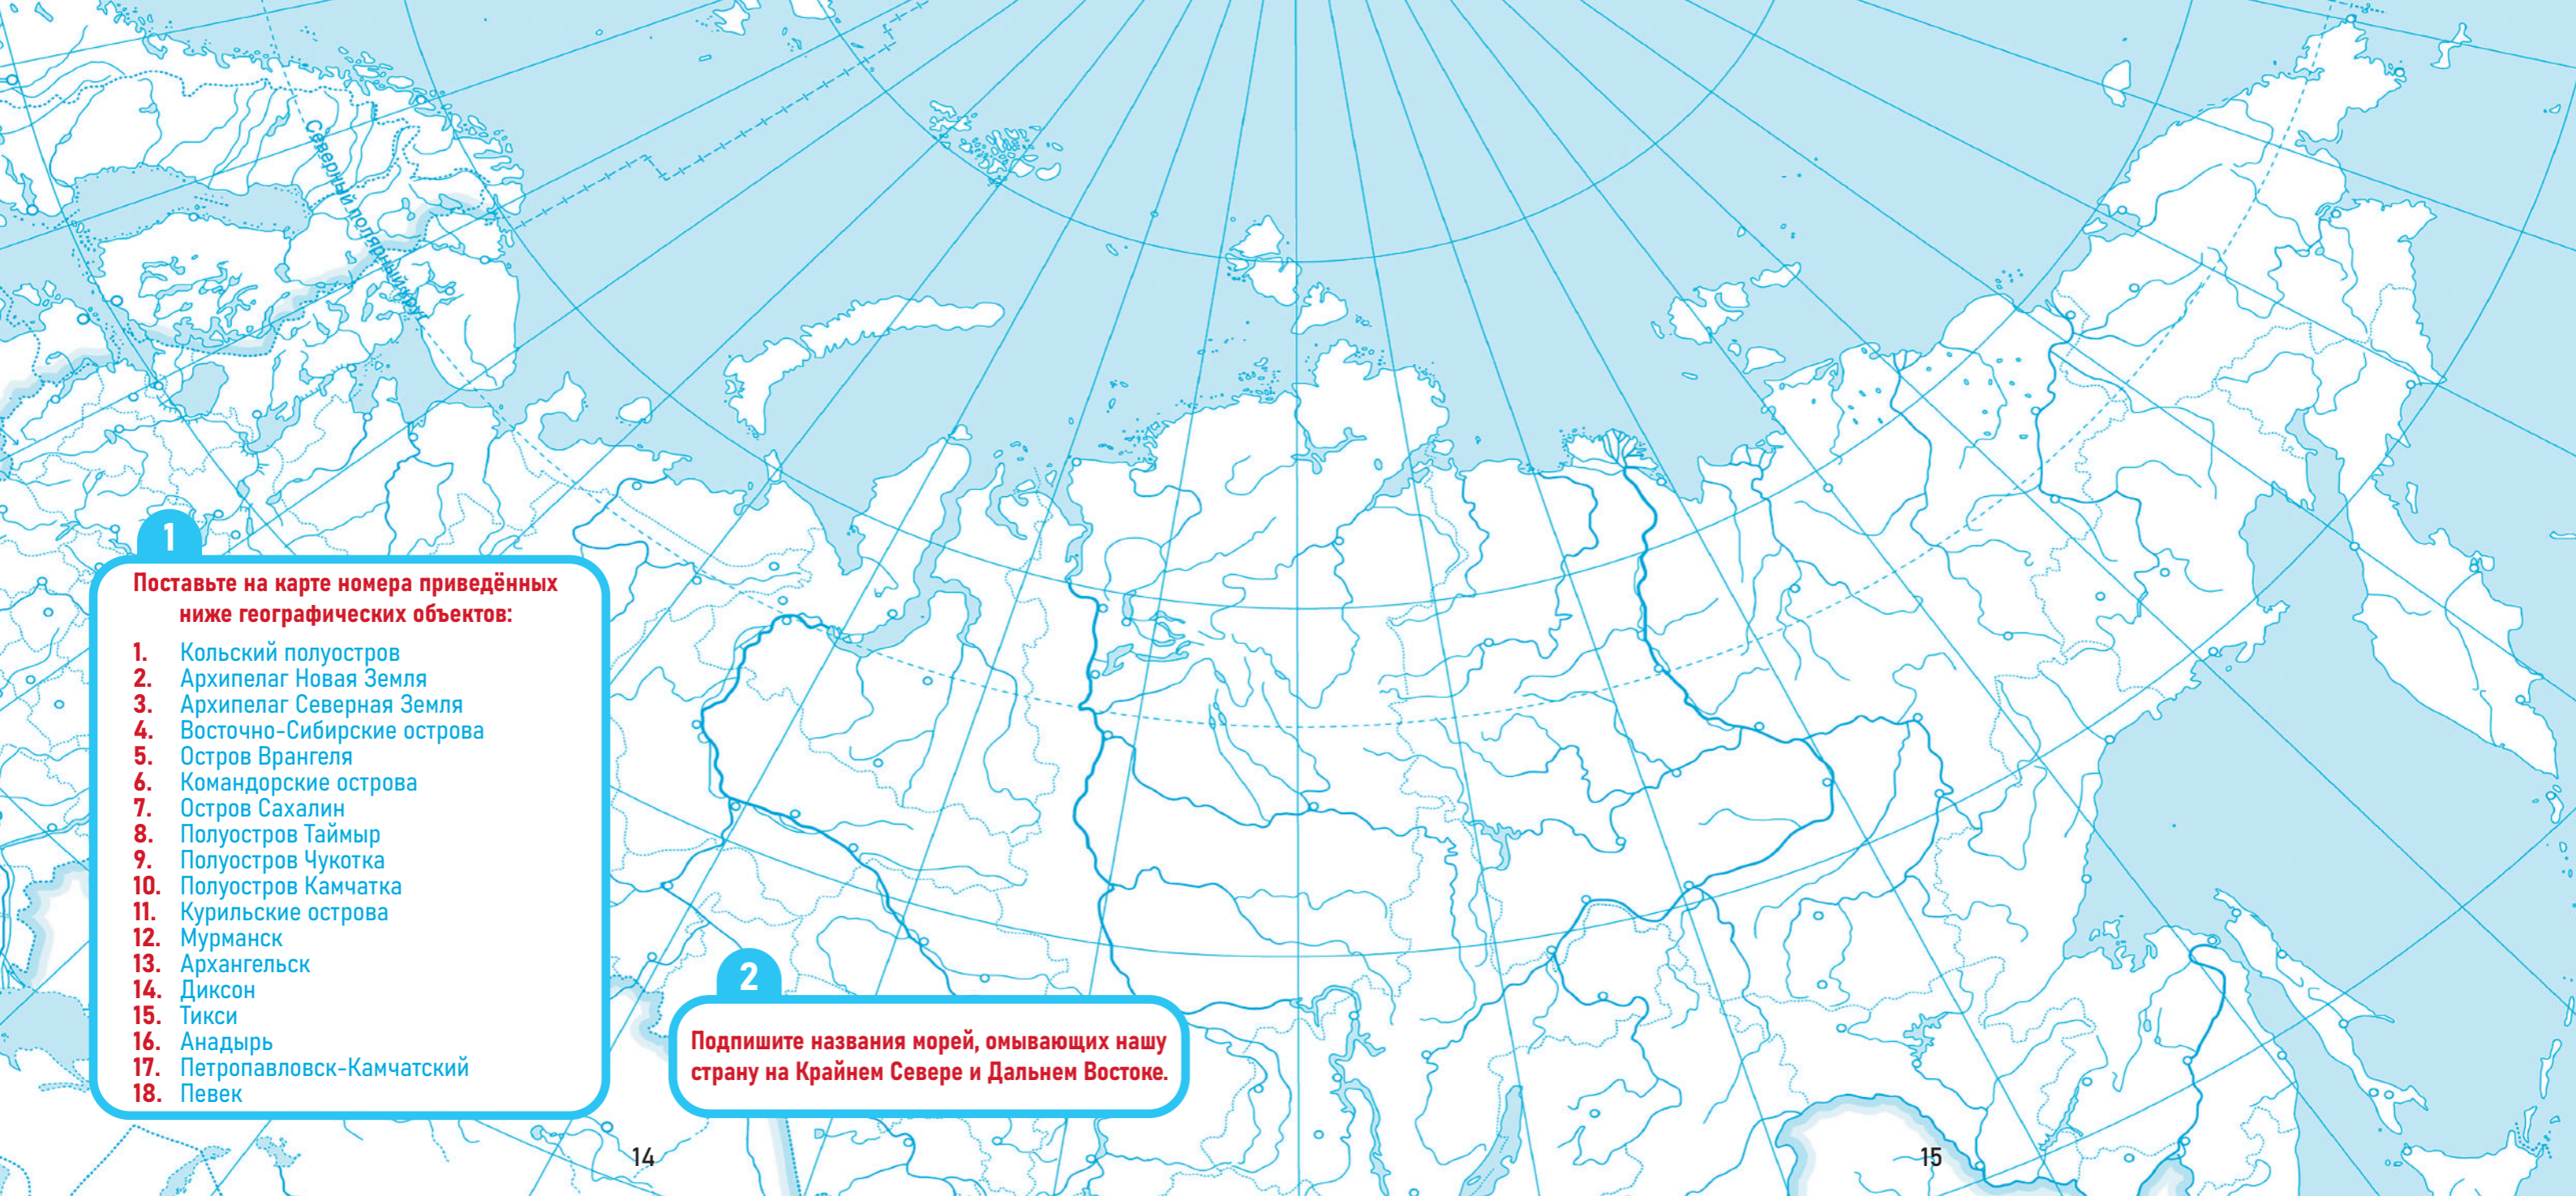 Северный полярный круг
1
Поставьте на карте номера приведённых
ниже географических объектов:
1. Кольский полуостров
2. Архипелаг Новая Земля
3. Архипелаг Северная Земля
4. Восточно-Сибирские острова
5. Остров Врангеля
6. Командорские острова
7. Остров Сахалин
8. Полуостров Таймыр
9. Полуостров Чукотка
10. Полуостров Камчатка
11. Курильские острова
12. Мурманск
13. Архангельск
14. Диксон
15. Тикси
16. Анадырь
17. Петропавловск-Камчатский
18. Певек
2
Подпишите названия морей, омывающих нашу
страну на Крайнем Севере и Дальнем Востоке.
14
15